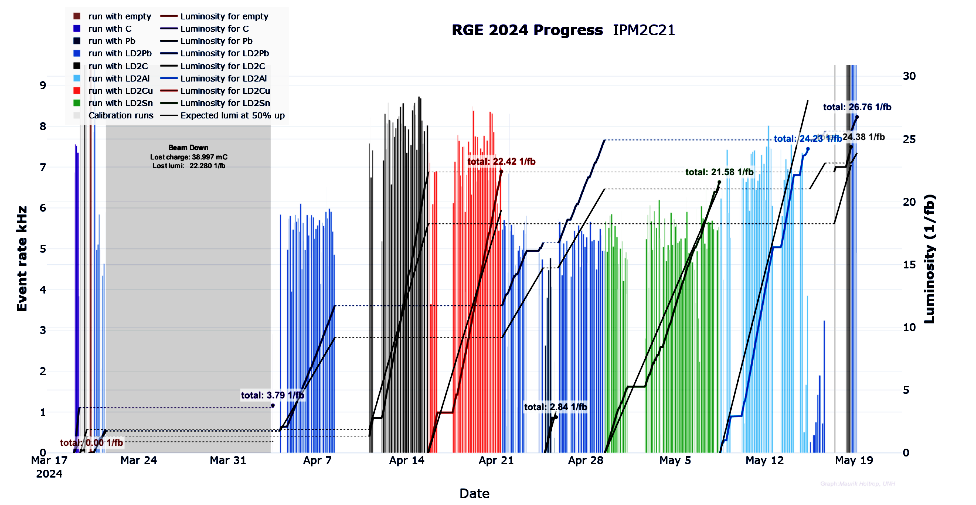 RGE 2024 Progress IPM2C21
run with empty
run with C
run with Pb
run with LD2Pb
run with LD2C
run with LD2Al
run with LD2Cu
run with LD2Sn
Calibration runs
Luminosity for empty
Luminosity for C
Luminosity for Pb
Luminosity for LD2Pb
Luminosity for LD2C
Luminosity for LD2Al
Luminosity for LD2Cu
Luminosity for LD2Sn
Expected lumi at 50% up
Event rate kHz
9
8
7
6
5
4
3
2
1
0
Beam Down
Lost charge: 38.997 mC
Lost lumi: 22.280 1/fb
total: 0.00 1/fb
total: 3.79 1/fb
total: 22.42 1/fb
total: 2.84 1/fb
total: 21.58 1/fb
total: 24.23 1/fb
total: 26.76 1/fb
24.38 1/fb
30
25
20
15
10
5
0
Luminosity (1/fb)
Mar 17
2024
Mar 24
Mar 31
Apr 7
Apr 14
Apr 21
Apr 28
May 5
May 12
May 19
Date